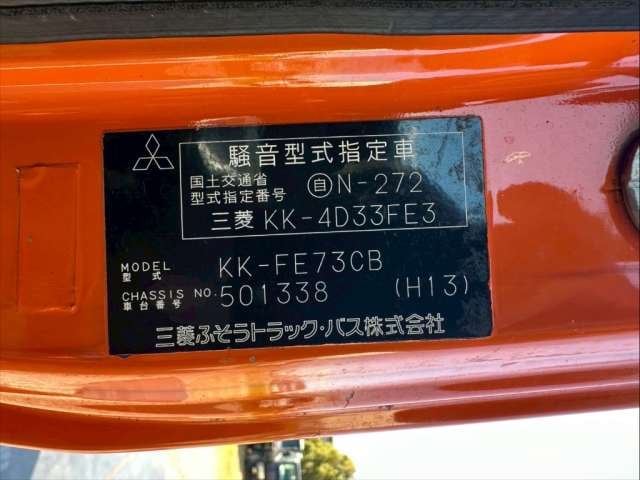 騒音型式指定車
国土交通省
型式指定番号 自N-272
三菱 KK-4D33FE3
MODEL
型式 KK-FE73CB
CHASSIS NO.
車台番号 501338 (H13)
三菱ふそうトラック・バス株式会社